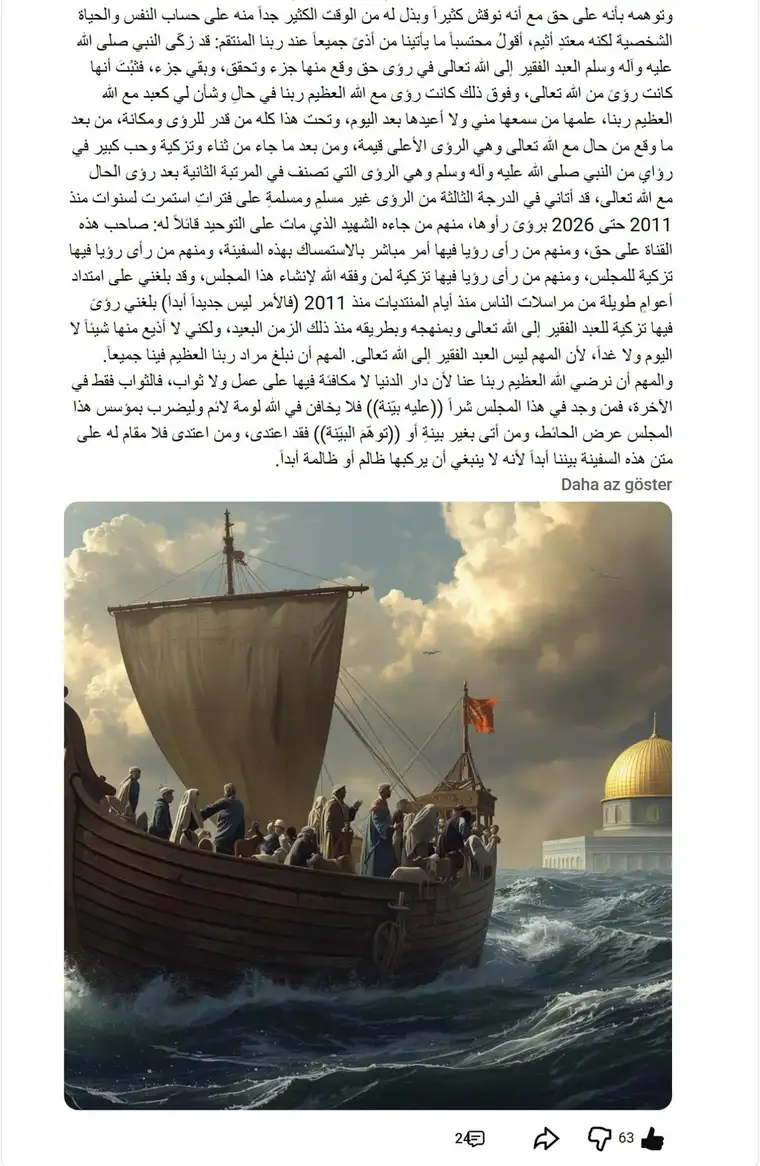 وتوهمه بأنه على حق مع أنه نوقش كثيراً وبذل له من الوقت الكثير جداً منه على حساب النفس والحياة
الشخصية لكنه معتدٍ أثيم، أقولُ محتسباً ما يأتينا من أذىً جميعاً عند ربنا المنتقم: قد زكّى النبي صلى الله
عليه وآله وسلم العبد الفقير إلى الله تعالى في رؤى حق وقع منها جزء وتحقق، وبقي جزء، فثبُتَ أنها
كانت رؤىً من الله تعالى، وفوق ذلك كانت رؤى مع الله العظيم ربنا في حالٍ وشأن لي كعبد مع الله
العظيم ربنا، علمها من سمعها مني ولا أعيدها بعد اليوم، وتحت هذا كله من قدر للرؤى ومكانة، من بعد
ما وقع من حال مع الله تعالى وهي الرؤى الأعلى قيمة، ومن بعد ما جاء من ثناء وتزكية وحب كبير في
رؤاي من النبي صلى الله عليه وآله وسلم وهي الرؤى التي تصنف في المرتبة الثانية بعد رؤى الحال
مع الله تعالى، قد أتاني في الدرجة الثالثة من الرؤى غير مسلمٍ ومسلمةٍ على فتراتٍ استمرت لسنوات منذ
2011 حتى 2026 برؤىً رأوها، منهم من جاءه الشهيد الذي مات على التوحيد قائلاً له: صاحب هذه
القناة على حق، ومنهم من رأى رؤيا فيها أمر مباشر بالاستمساك بهذه السفينة، ومنهم من رأى رؤيا فيها
تزكية للمجلس، ومنهم من رأى رؤيا فيها تزكية لمن وفقه الله لإنشاء هذا المجلس، وقد بلغني على امتداد
أعوامٍ طويلة من مراسلات الناس منذ أيام المنتديات منذ 2011 (فالأمر ليس جديداً أبداً) بلغني رؤىً
فيها تزكية للعبد الفقير إلى الله تعالى وبمنهجه وبطريقه منذ ذلك الزمن البعيد، ولكني لا أذيع منها شيئاً لا
اليوم ولا غداً، لأن المهم ليس العبد الفقير إلى الله تعالى. المهم أن نبلغ مراد ربنا العظيم فينا جميعاً.
والمهم أن نرضي الله العظيم ربنا عنا لأن دار الدنيا لا مكافئة فيها على عمل ولا ثواب، فالثواب فقط في
الآخرة، فمن وجد في هذا المجلس شراً ((عليه بيّنة)) فلا يخافن في الله لومة لائم وليضرب بمؤسس هذا
المجلس عرض الحائط، ومن أتى بغير بينةٍ أو ((توهّمَ البيّنة)) فقد اعتدى، ومن اعتدى فلا مقام له على
متن هذه السفينة بيننا أبداً لأنه لا ينبغي أن يركبها ظالم أو ظالمة أبداً.
Daha az göster
63
24